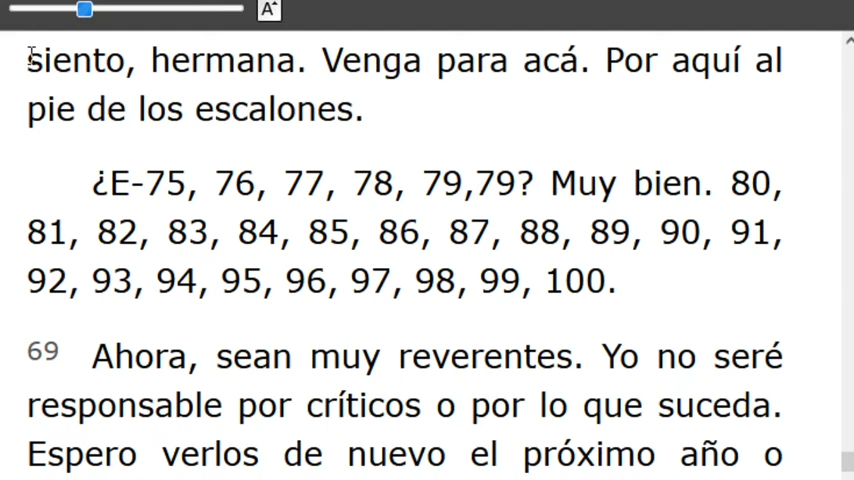 A
siento, hermana. Venga para acá. Por aquí al
pie de los escalones.
¿E-75, 76, 77, 78, 79,79? Muy bien. 80,
81, 82, 83, 84, 85, 86, 87, 88, 89, 90, 91,
92, 93, 94, 95, 96, 97, 98, 99, 100.
69 Ahora, sean muy reverentes. Yo no seré
responsable por críticos o por lo que suceda.
Espero verlos de nuevo el próximo año o